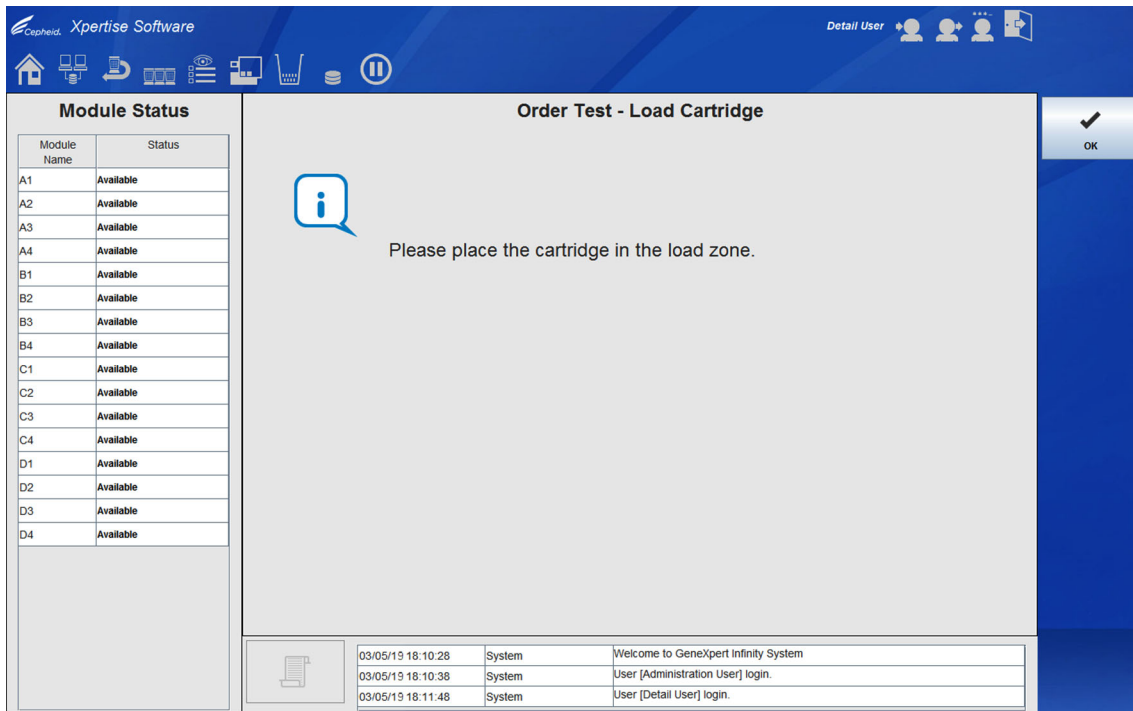 Cepheid. Xpertise Software
Detail User
Module Status
Module Name Status
A1 Available
A2 Available
A3 Available
A4 Available
B1 Available
B2 Available
B3 Available
B4 Available
C1 Available
C2 Available
C3 Available
C4 Available
D1 Available
D2 Available
D3 Available
D4 Available
Order Test - Load Cartridge
i
Please place the cartridge in the load zone.
OK
03/05/19 18:10:28 System Welcome to GeneXpert Infinity System
03/05/19 18:10:38 System User [Administration User] login.
03/05/19 18:11:48 System User [Detail User] login.